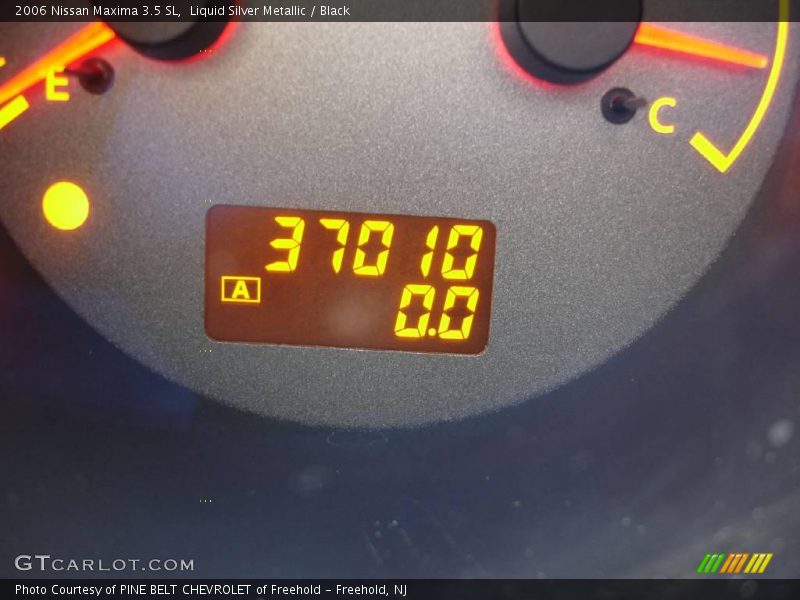 2006 Nissan Maxima 3.5 SL,  Liquid Silver Metallic / Black
E
C
37010
A
0.0
GTCARLOT.COM
Photo Courtesy of PINE BELT CHEVROLET of Freehold - Freehold, NJ